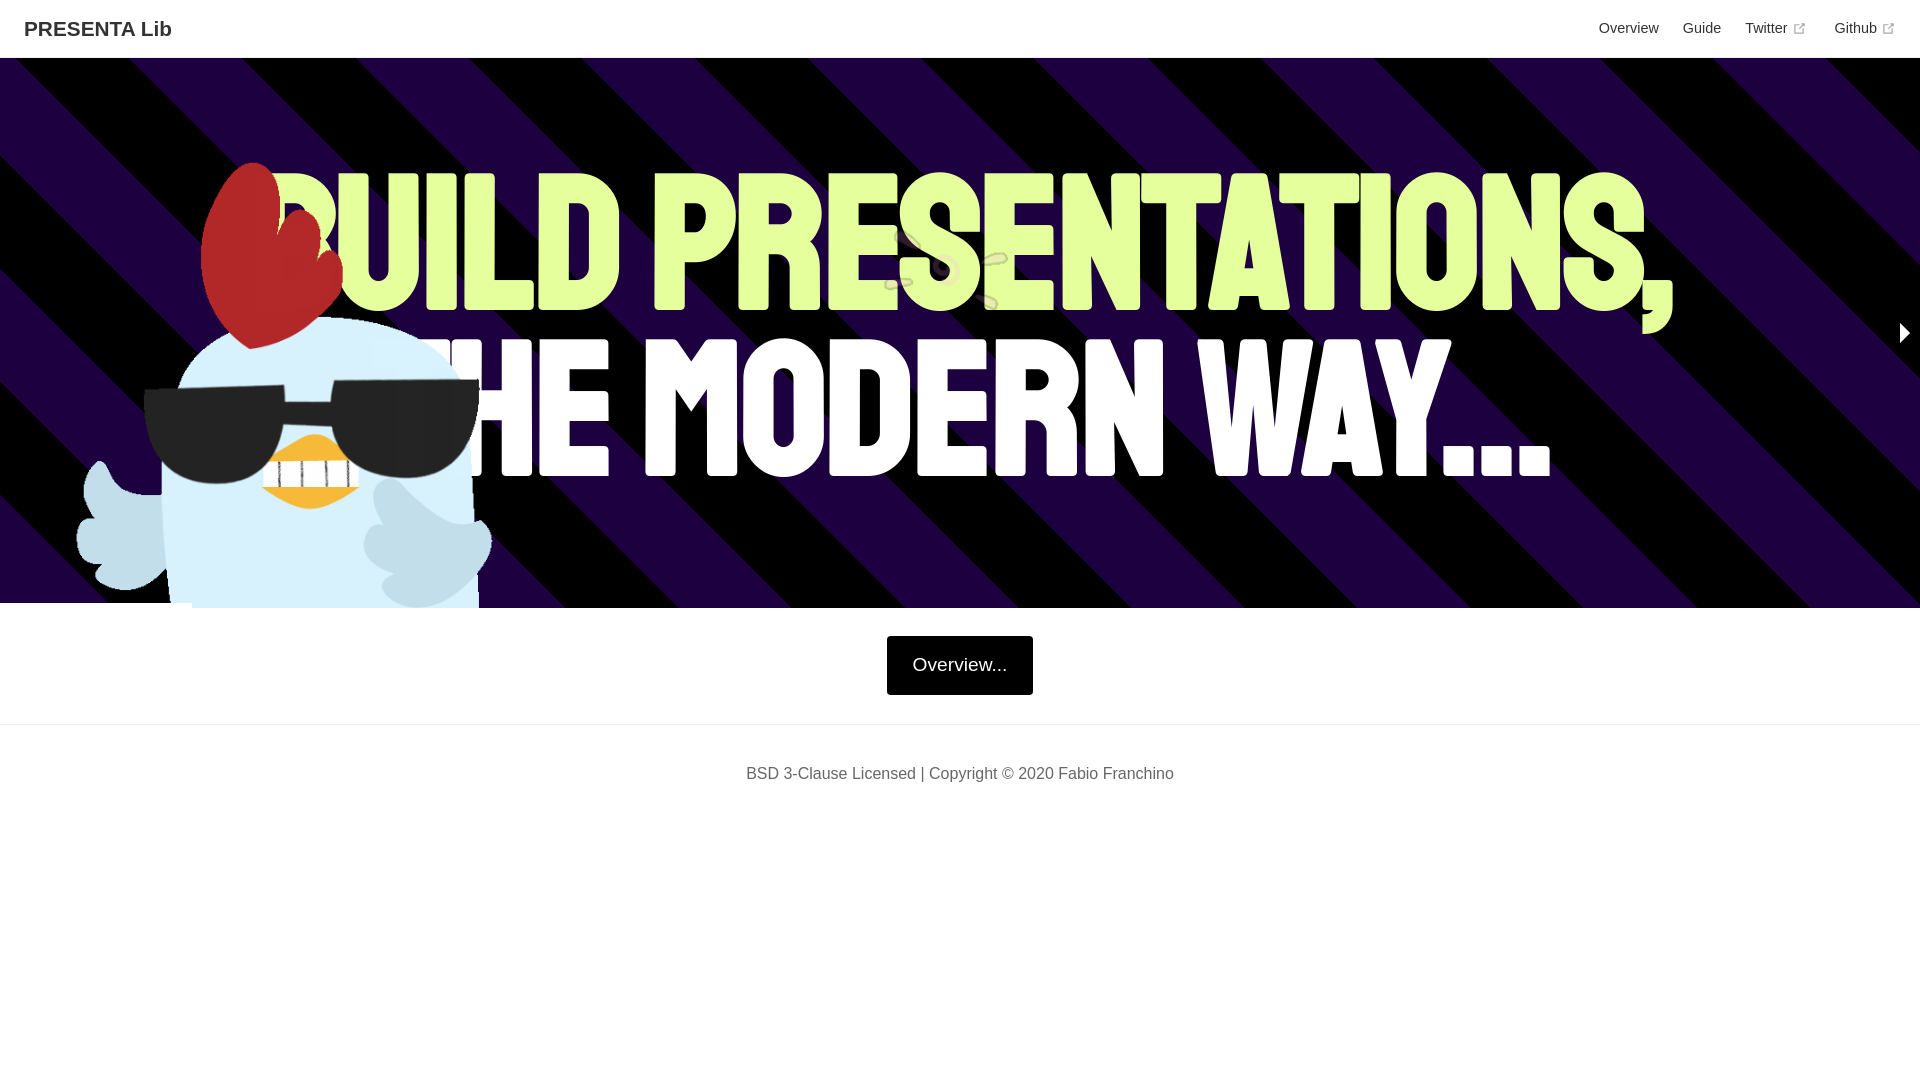 PRESENTA Lib
Overview Guide Twitter Github
BUILD PRESENTATIONS,
THE MODERN WAY...
Overview...
BSD 3-Clause Licensed | Copyright © 2020 Fabio Franchino